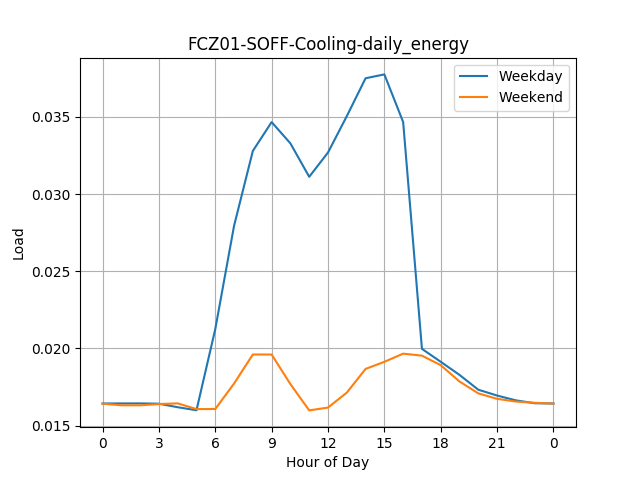 FCZ01-SOFF-Cooling-daily_energy
Weekday
Weekend
0.035
0.030
0.025
0.020
0.015
Load
0 3 6 9 12 15 18 21 0
Hour of Day